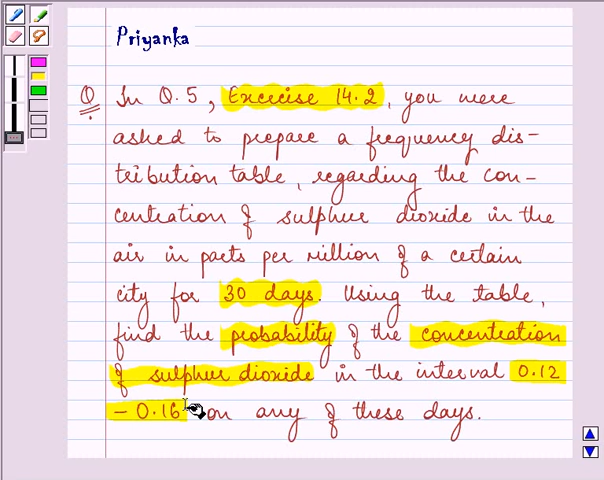 Priyanka
Q In Q.5, Exercise 14.2, you were
asked to prepare a frequency dis-
tribution table, regarding the con-
centration of sulphur dioxide in the
air in parts per million of a certain
city for 30 days. Using the table,
find the probability of the concentration
of sulphur dioxide in the interval 0.12
- 0.16 on any of these days.